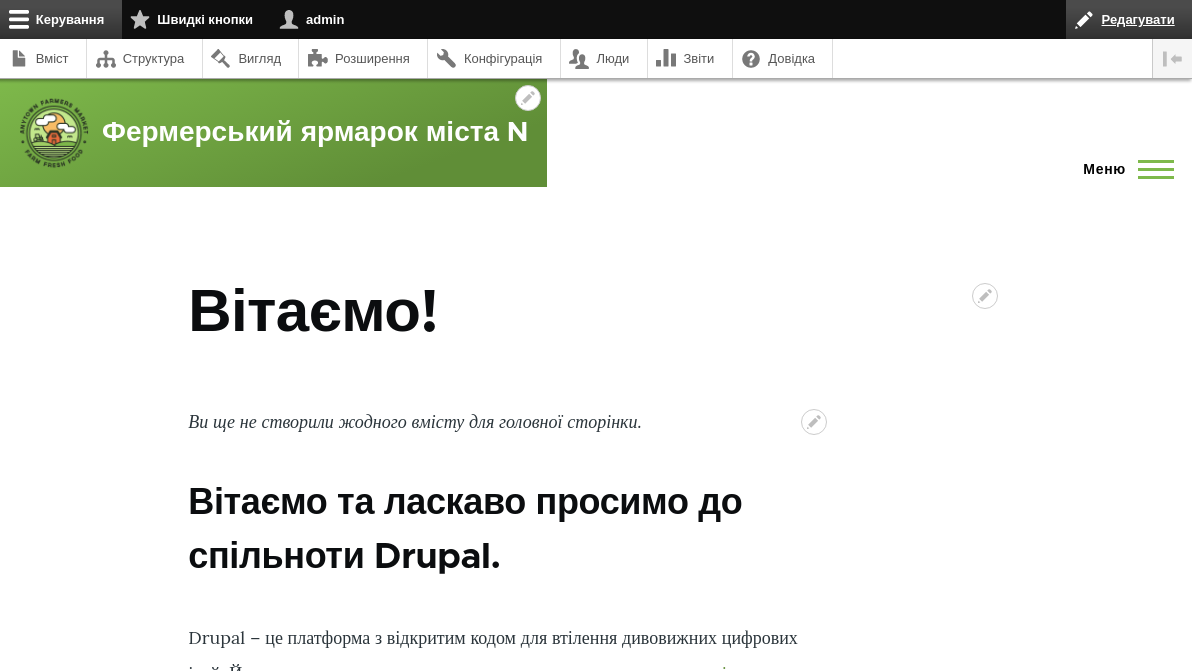 Керування
Швидкі кнопки
admin
Редагувати
Вміст
Структура
Вигляд
Розширення
Конфігурація
Люди
Звіти
Довідка
ANYTOWN FARMERS MARKET
FARM FRESH FOOD
Фермерський ярмарок міста N
Меню
Вітаємо!
Ви ще не створили жодного вмісту для головної сторінки.
Вітаємо та ласкаво просимо до
спільноти Drupal.
Drupal – це платформа з відкритим кодом для втілення дивовижних цифрових